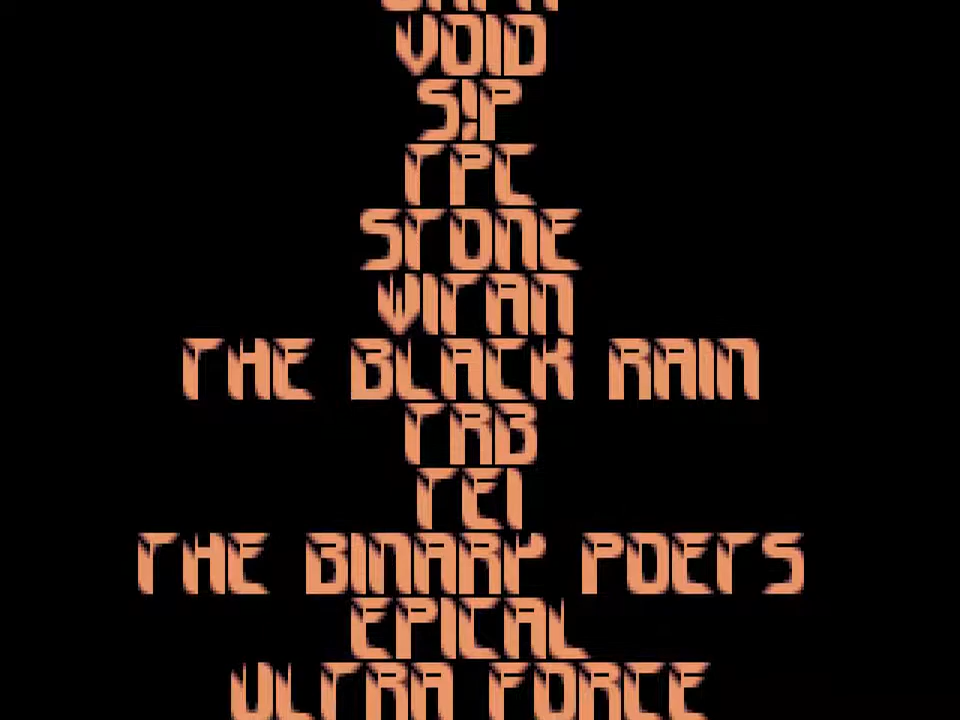 VOID
S!P
TPC
STONE
WITAN
THE BLACK RAIN
TRB
TEI
THE BINARY POETS
EPICAL
ULTRA FORCE